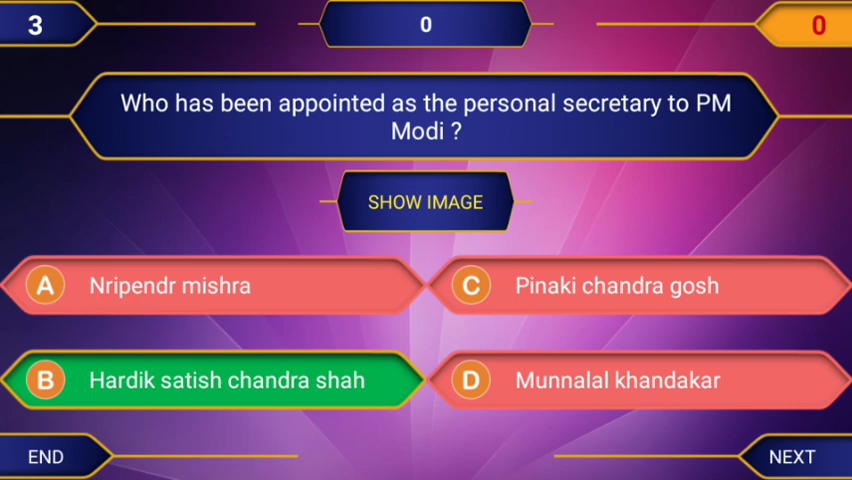 3
0
0
Who has been appointed as the personal secretary to PM
Modi ?
SHOW IMAGE
A Nripendr mishra
C Pinaki chandra gosh
B Hardik satish chandra shah
D Munnalal khandakar
END
NEXT